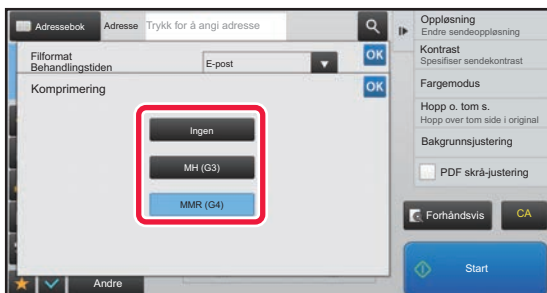 Adressebok
Adresse
Trykk for å angi adresse
Filformat
Behandlingstiden
E-post
OK
Komprimering
OK
Ingen
MH (G3)
MMR (G4)
Andre
Oppløsning
Endre sendeoppløsning
Kontrast
Spesifiser sendekontrast
Fargemodus
Hopp o. tom s.
Hopp over tom side i original
Bakgrunnsjustering
PDF skrå-justering
Forhåndsvis
CA
Start